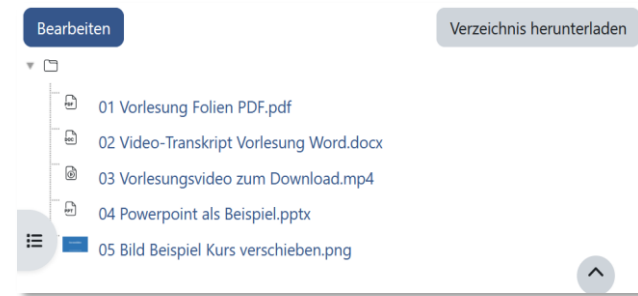 Bearbeiten
Verzeichnis herunterladen
01 Vorlesung Folien PDF.pdf
02 Video-Transkript Vorlesung Word.docx
03 Vorlesungsvideo zum Download.mp4
04 Powerpoint als Beispiel.pptx
05 Bild Beispiel Kurs verschieben.png